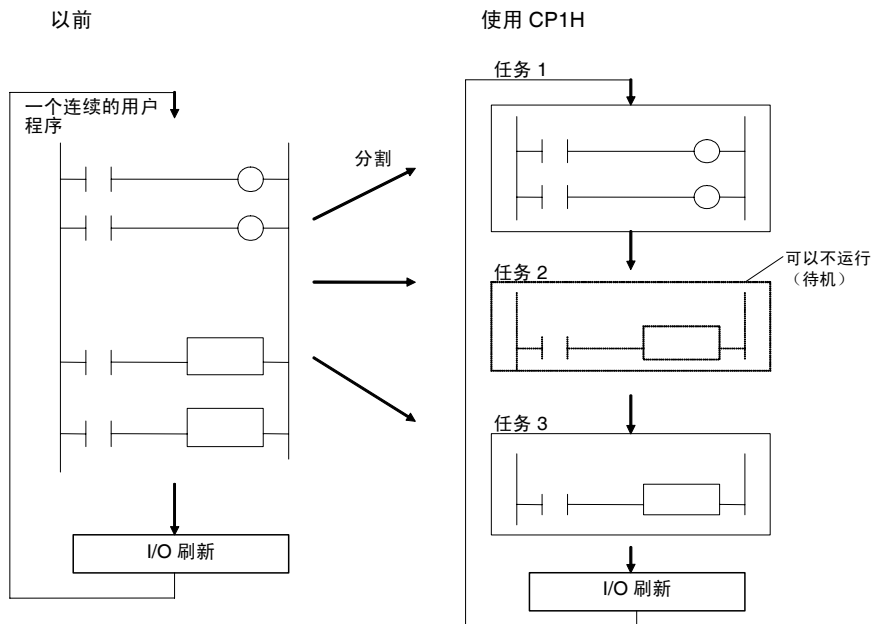 以前
使用 CP1H
一个连续的用户
程序
分割
I/O 刷新
任务 1
任务 2
可以不运行
（待机）
任务 3
I/O 刷新